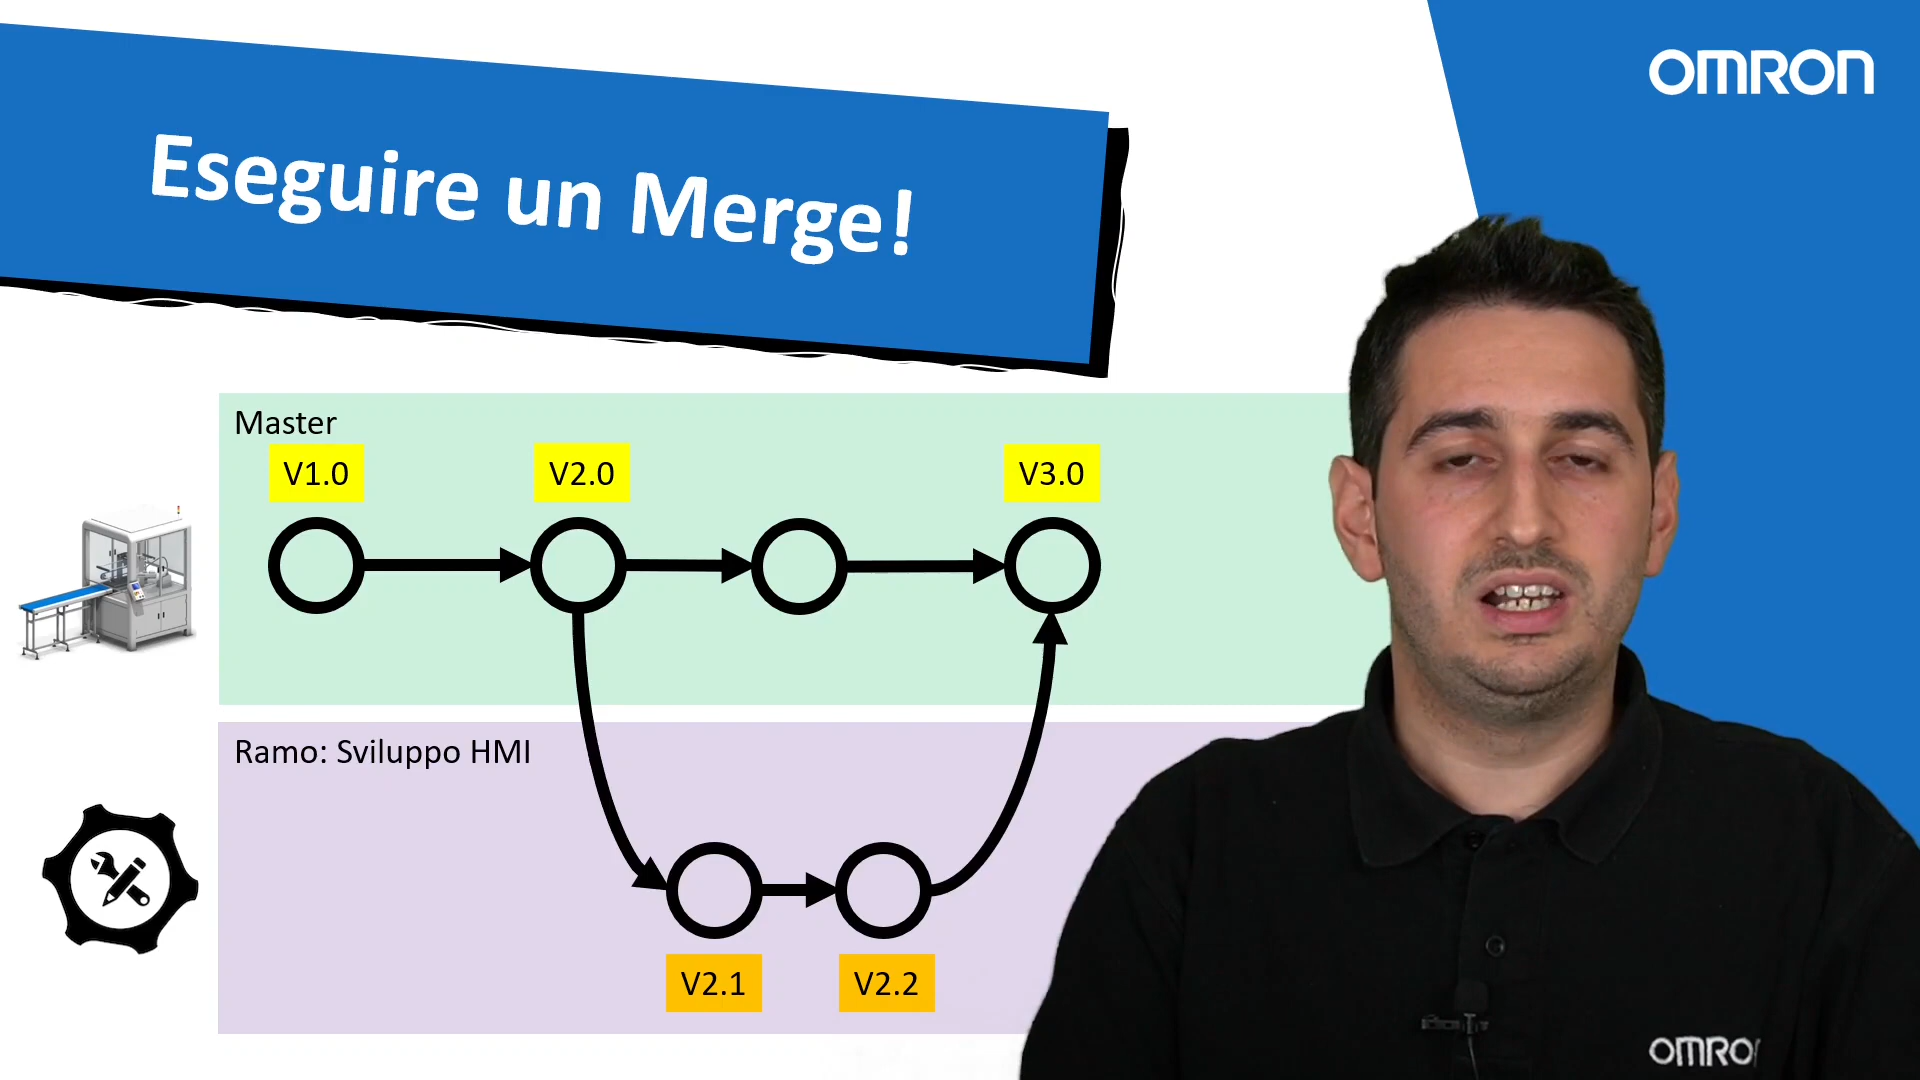 OMRON
Eseguire un Merge!
Master
V1.0
V2.0
V3.0
Ramo: Sviluppo HMI
V2.1
V2.2
OMRO